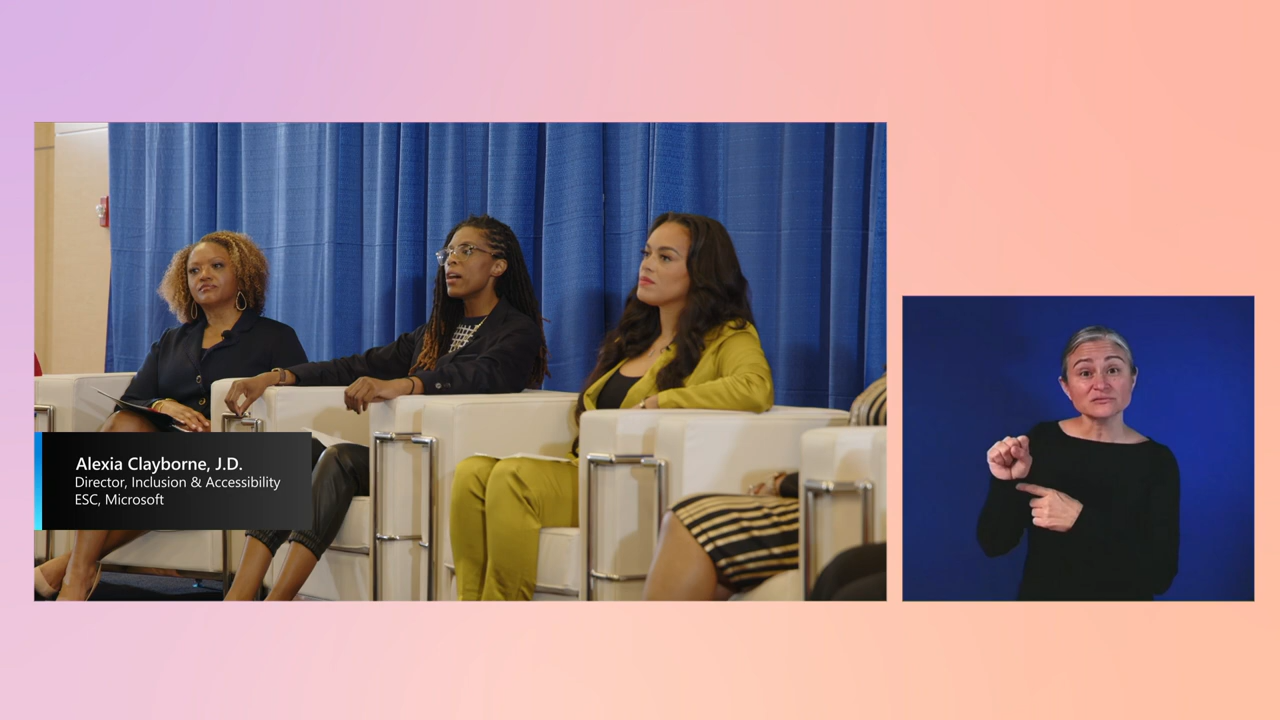 Alexia Clayborne, J.D.
Director, Inclusion & Accessibility
ESC, Microsoft